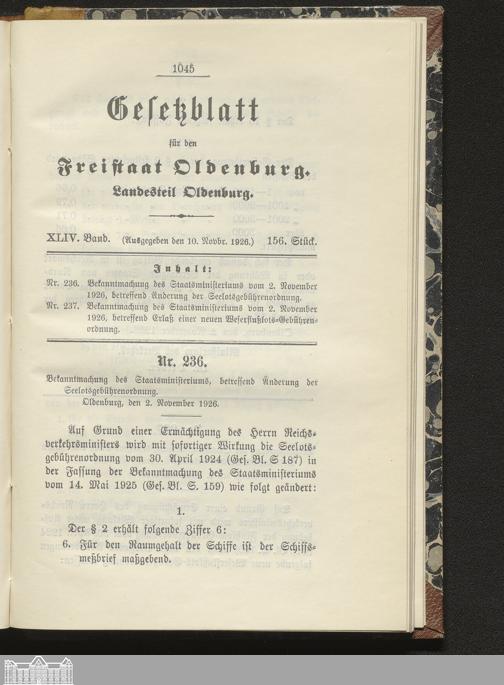 1045
Gesetzblatt
für den
Freistaat Oldenburg.
Landesteil Oldenburg.
XLIV. Band. (Ausgegeben den 10. Novbr. 1926.) 156. Stück.
Inhalt:
Nr. 236. Bekanntmachung des Staatsministeriums vom 2. November
1926, betreffend Änderung der Seelotsgebührenordnung.
Nr. 237. Bekanntmachung des Staatsministeriums vom 2. November
1926, betreffend Erlaß einer neuen Weserflußlots-Gebühren-
ordnung.
Nr. 236.
Bekanntmachung des Staatsministeriums, betreffend Änderung der
Seelotsgebührenordnung.
Oldenburg, den 2. November 1926.
Auf Grund einer Ermächtigung des Herrn Reichs-
verkehrsministers wird mit sofortiger Wirkung die Seelots-
gebührenordnung vom 30. April 1924 (Ges. Bl. S 187) in
der Fassung der Bekanntmachung des Staatsministeriums
vom 14. Mai 1925 (Ges. Bl. S. 159) wie folgt geändert:
1.
Der § 2 erhält folgende Ziffer 6:
6. Für den Raumgehalt der Schiffe ist der Schiffs-
meßbrief maßgebend.